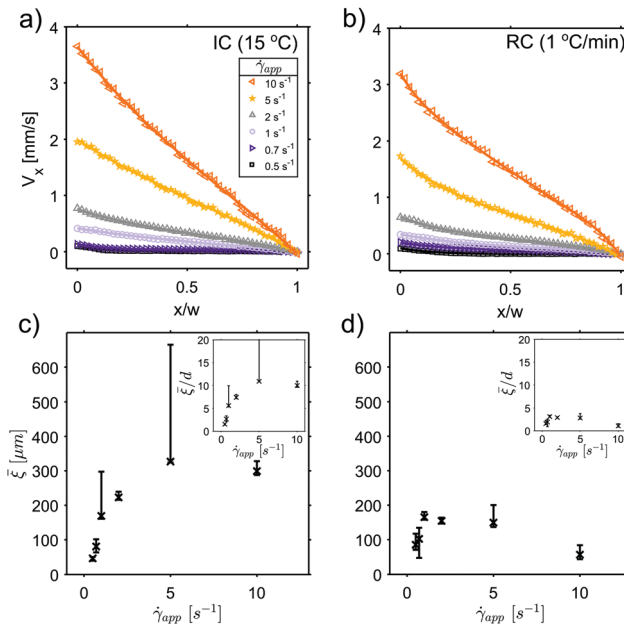 a)
IC (15 °C)
γ̇app
10 s⁻¹
5 s⁻¹
2 s⁻¹
1 s⁻¹
0.7 s⁻¹
0.5 s⁻¹
4
3
2
1
0
Vx [mm/s]
0
0.5
1
x/w
b)
RC (1 °C/min)
4
3
2
1
0
0
0.5
1
x/w
c)
600
500
400
300
200
100
0
ξ̄ [μm]
0
5
10
γ̇app [s⁻¹]
20
15
10
5
0
ξ̄/d
0
5
10
γ̇app [s⁻¹]
d)
600
500
400
300
200
100
0
0
5
10
γ̇app [s⁻¹]
20
15
10
5
0
ξ̄/d
0
5
10
γ̇app [s⁻¹]